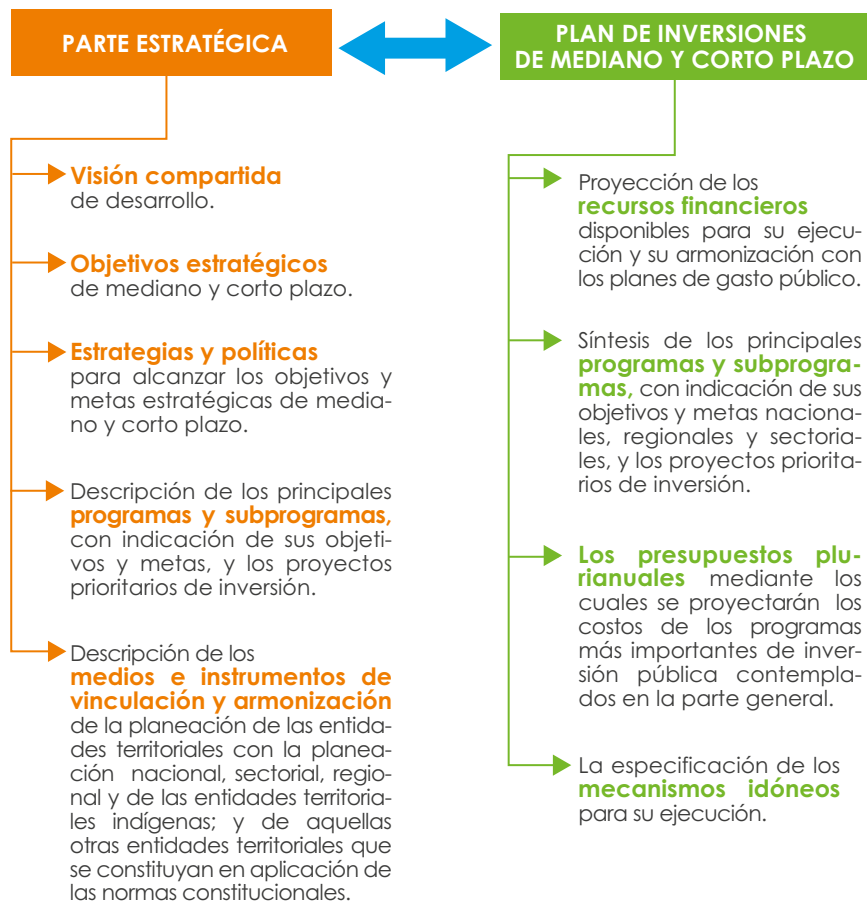 PARTE ESTRATÉGICA
Visión compartida
de desarrollo.
Objetivos estratégicos
de mediano y corto plazo.
Estrategias y políticas
para alcanzar los objetivos y
metas estratégicas de media-
no y corto plazo.
Descripción de los principales
programas y subprogramas,
con indicación de sus objeti-
vos y metas, y los proyectos
prioritarios de inversión.
Descripción de los
medios e instrumentos de
vinculación y armonización
de la planeación de las entida-
des territoriales con la planea-
ción nacional, sectorial, regio-
nal y de las entidades territoria-
les indígenas; y de aquellas
otras entidades territoriales que
se constituyan en aplicación de
las normas constitucionales.
PLAN DE INVERSIONES
DE MEDIANO Y CORTO PLAZO
Proyección de los
recursos financieros
disponibles para su ejecu-
ción y su armonización con
los planes de gasto público.
Síntesis de los principales
programas y subprogra-
mas, con indicación de sus
objetivos y metas naciona-
les, regionales y sectoria-
les, y los proyectos priorita-
rios de inversión.
Los presupuestos plu-
rianuales mediante los
cuales se proyectarán los
costos de los programas
más importantes de inver-
sión pública contempla-
dos en la parte general.
La especificación de los
mecanismos idóneos
para su ejecución.